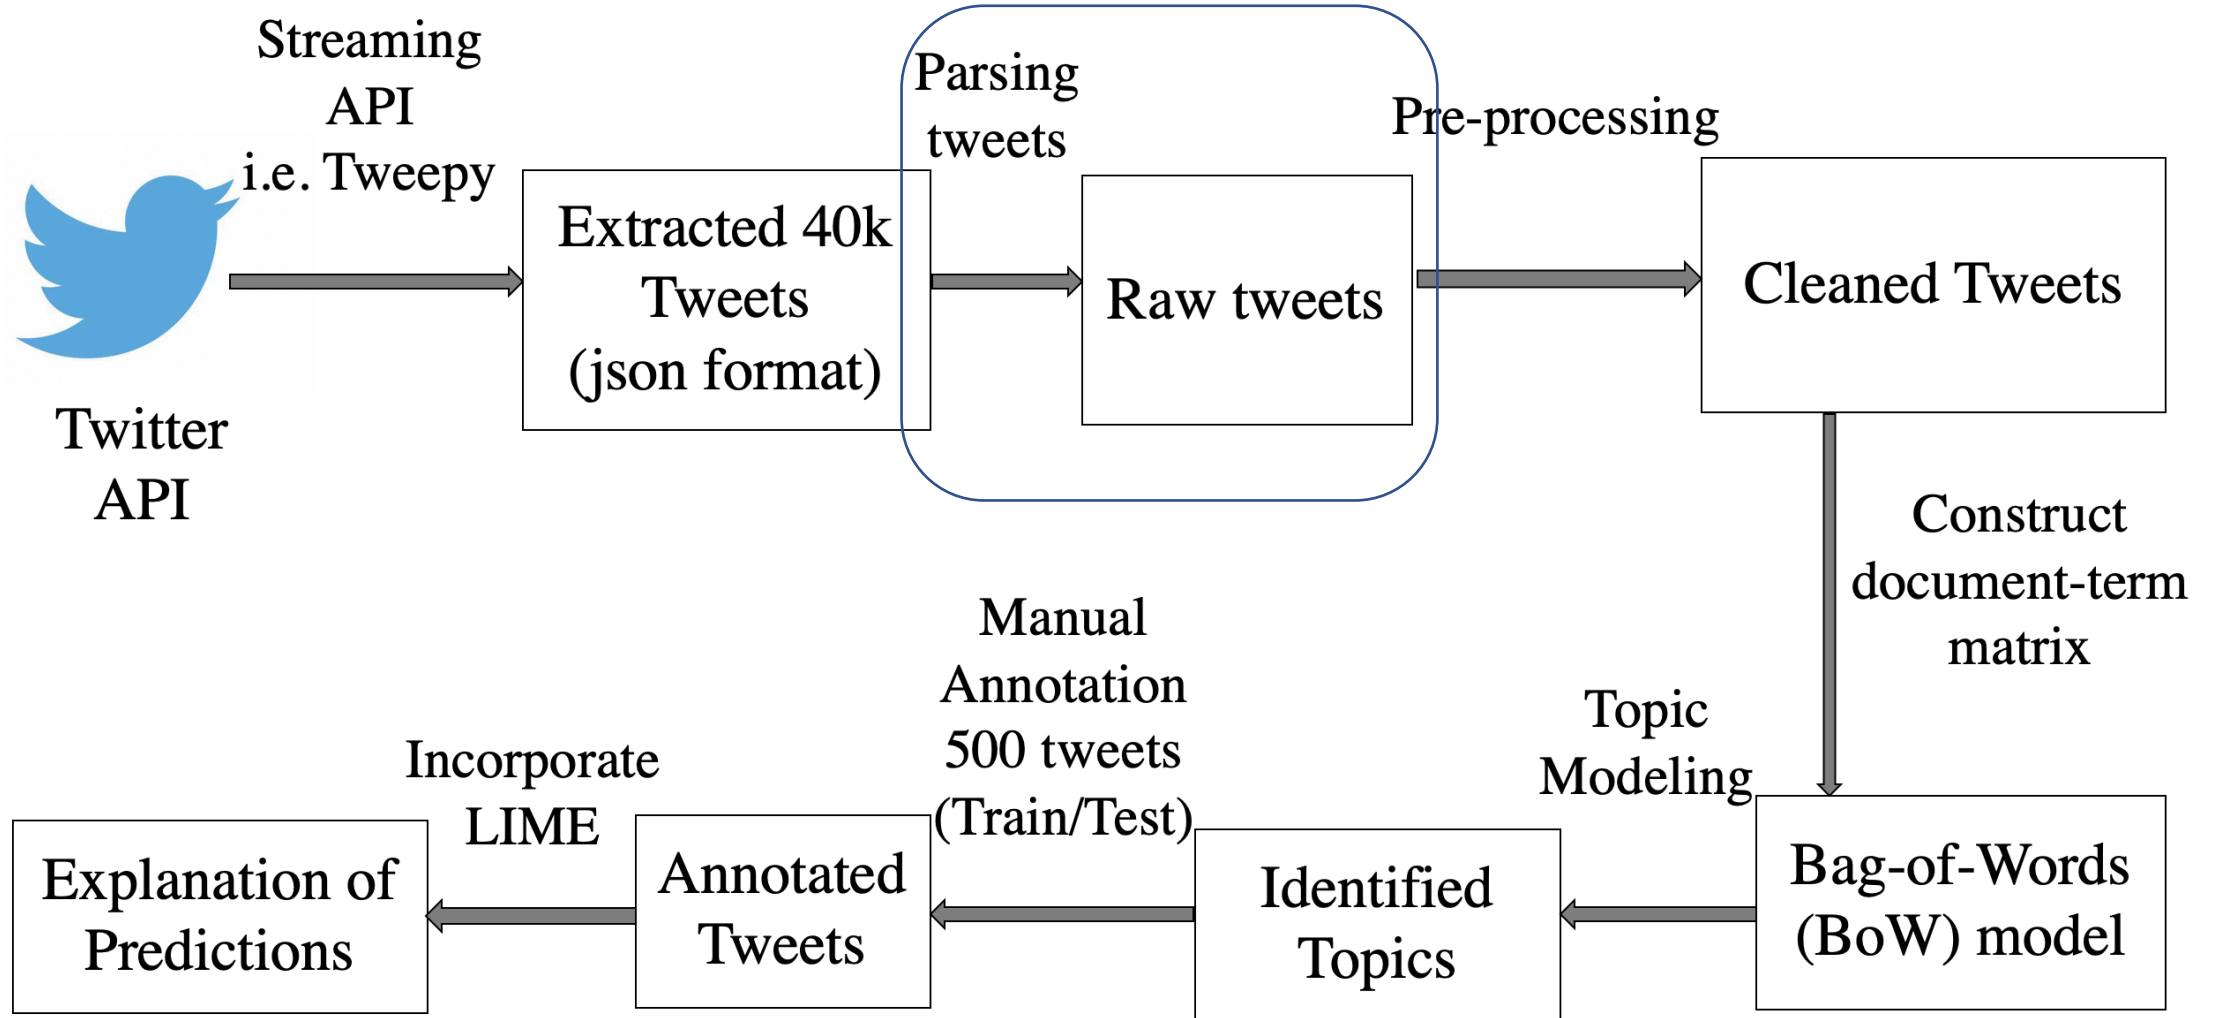 Streaming
API
i.e. Tweepy
Twitter
API
Extracted 40k
Tweets
(json format)
Parsing
tweets
Raw tweets
Pre-processing
Cleaned Tweets
Construct
document-term
matrix
Bag-of-Words
(BoW) model
Topic
Modeling
Identified
Topics
Manual
Annotation
500 tweets
(Train/Test)
Annotated
Tweets
Incorporate
LIME
Explanation of
Predictions